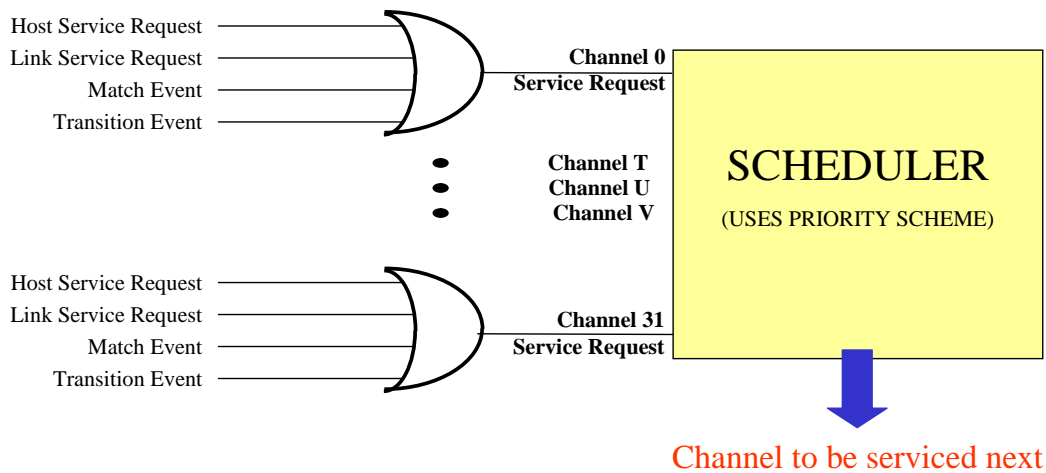 Host Service Request
Link Service Request
Match Event
Transition Event
Channel 0
Service Request
Channel T
Channel U
Channel V
Host Service Request
Link Service Request
Match Event
Transition Event
Channel 31
Service Request
SCHEDULER
(USES PRIORITY SCHEME)
Channel to be serviced next